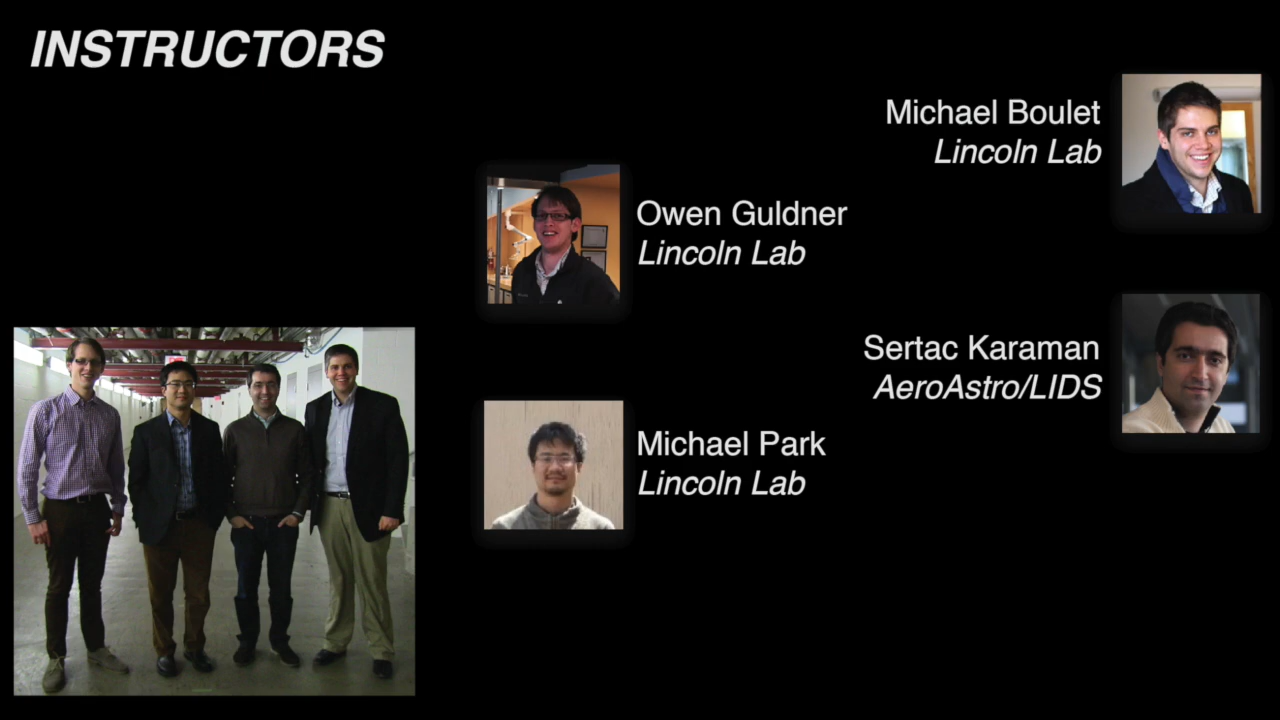 INSTRUCTORS
Michael Boulet
Lincoln Lab
Owen Guldner
Lincoln Lab
Sertac Karaman
AeroAstro/LIDS
Michael Park
Lincoln Lab